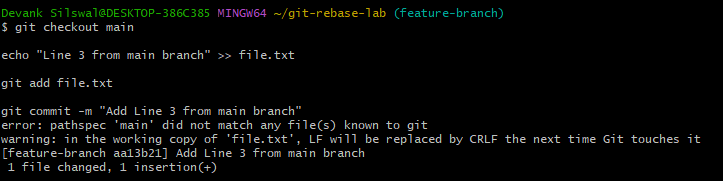 Devank Silswal@DESKTOP-386C385 MINGW64 ~/git-rebase-lab (feature-branch)
$ git checkout main
echo "Line 3 from main branch" >> file.txt
git add file.txt
git commit -m "Add Line 3 from main branch"
error: pathspec 'main' did not match any file(s) known to git
warning: in the working copy of 'file.txt', LF will be replaced by CRLF the next time Git touches it
[feature-branch aa13b21] Add Line 3 from main branch
 1 file changed, 1 insertion(+)